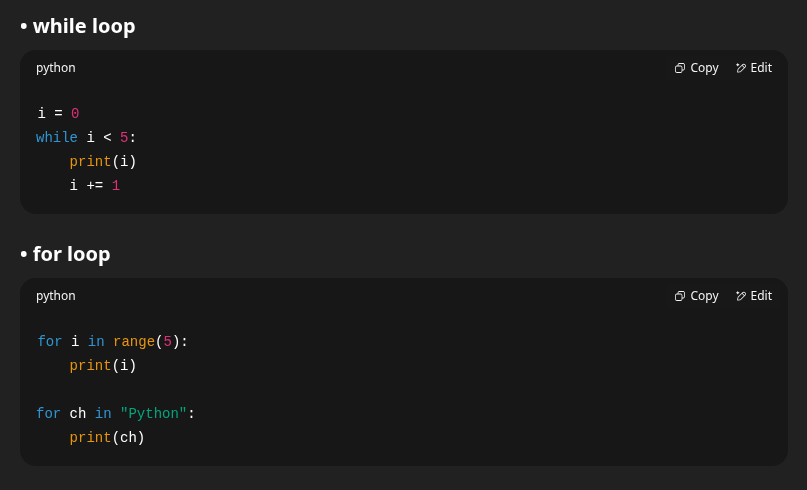 • while loop
python
Copy Edit
i = 0
while i < 5:
    print(i)
    i += 1
• for loop
python
Copy Edit
for i in range(5):
    print(i)
for ch in "Python":
    print(ch)